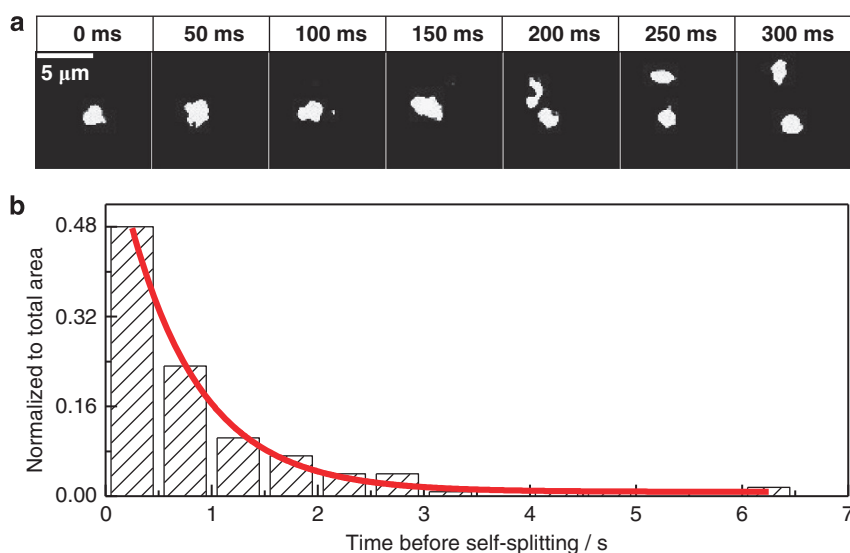 a
0 ms 50 ms 100 ms 150 ms 200 ms 250 ms 300 ms
5 μm
b
0.48
0.32
0.16
0.00
0 1 2 3 4 5 6 7
Normalized to total area
Time before self-splitting / s